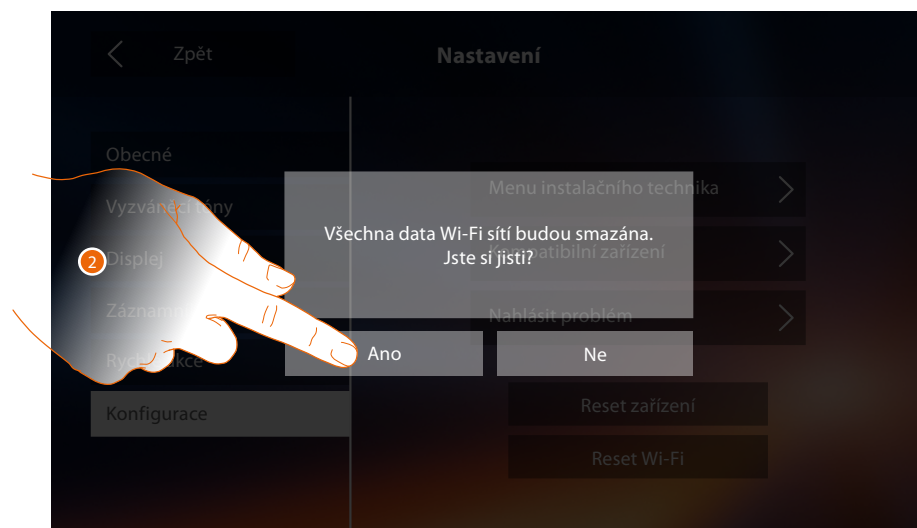 Zpět
Nastavení
Obecné
Vyzváněcí tóny
Displej
Záznam
Konfigurace
Menu instalačního technika
Kompatibilní zařízení
Nahlásit problém
Reset zařízení
Reset Wi-Fi
Všechna data Wi-Fi sítí budou smazána.
Jste si jisti?
Ano
Ne
2